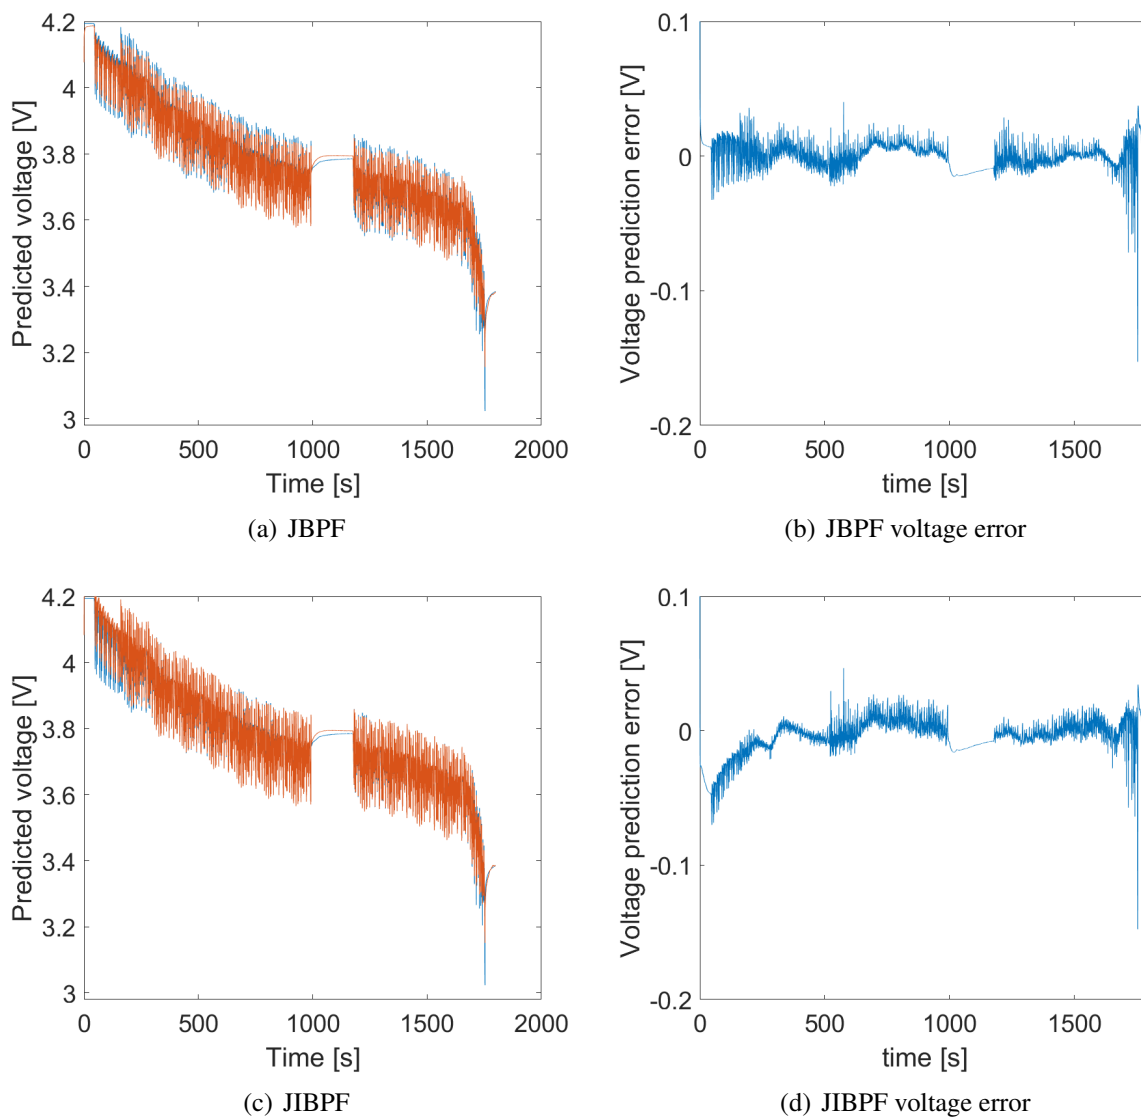 4.2
4
3.8
3.6
3.4
3.2
3
Predicted voltage [V]
0 500 1000 1500 2000
Time [s]
(a) JBPF
0.1
0
-0.1
-0.2
Voltage prediction error [V]
0 500 1000 1500
time [s]
(b) JBPF voltage error
4.2
4
3.8
3.6
3.4
3.2
3
Predicted voltage [V]
0 500 1000 1500 2000
Time [s]
(c) JIBPF
0.1
0
-0.1
-0.2
Voltage prediction error [V]
0 500 1000 1500
time [s]
(d) JIBPF voltage error